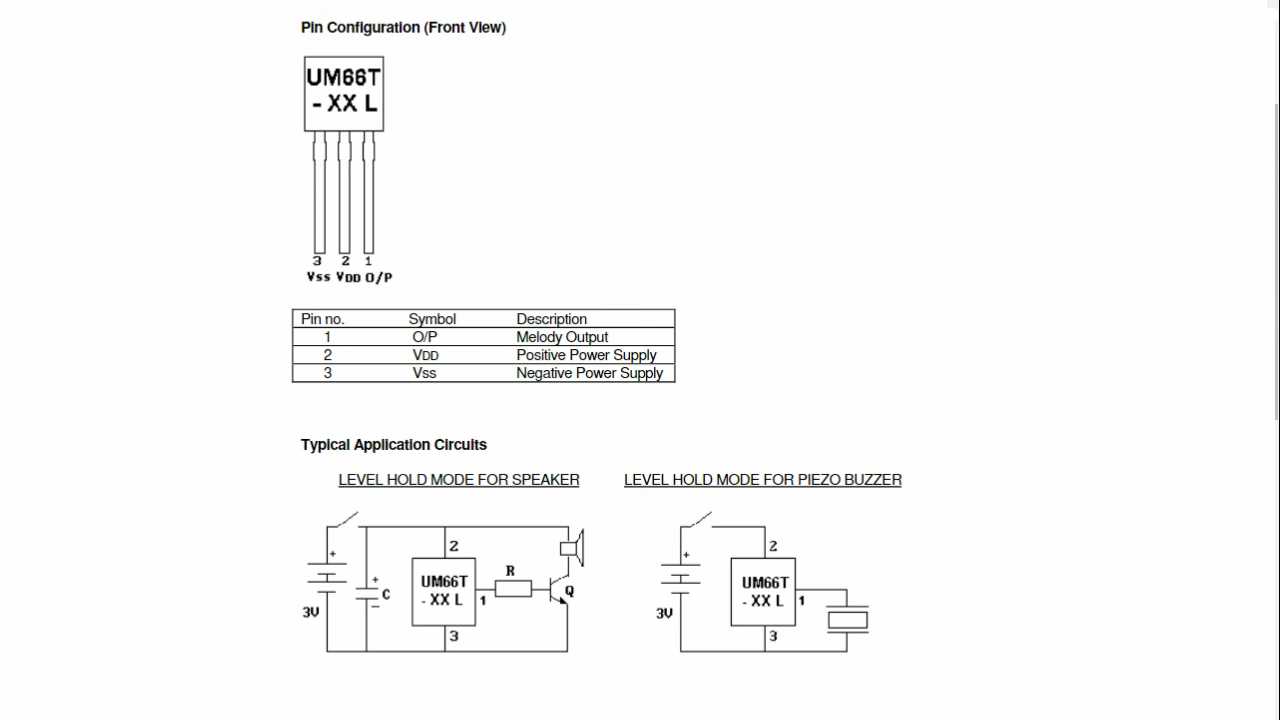 Pin Configuration (Front View)
UM66T
- XX L
3 2 1
Vss VDD O/P
Pin no. Symbol Description
1 O/P Melody Output
2 VDD Positive Power Supply
3 Vss Negative Power Supply
Typical Application Circuits
LEVEL HOLD MODE FOR SPEAKER
+
3V
+
C
−
2
UM66T
- XX L
1
3
R
Q
LEVEL HOLD MODE FOR PIEZO BUZZER
+
3V
2
UM66T
- XX L
1
3